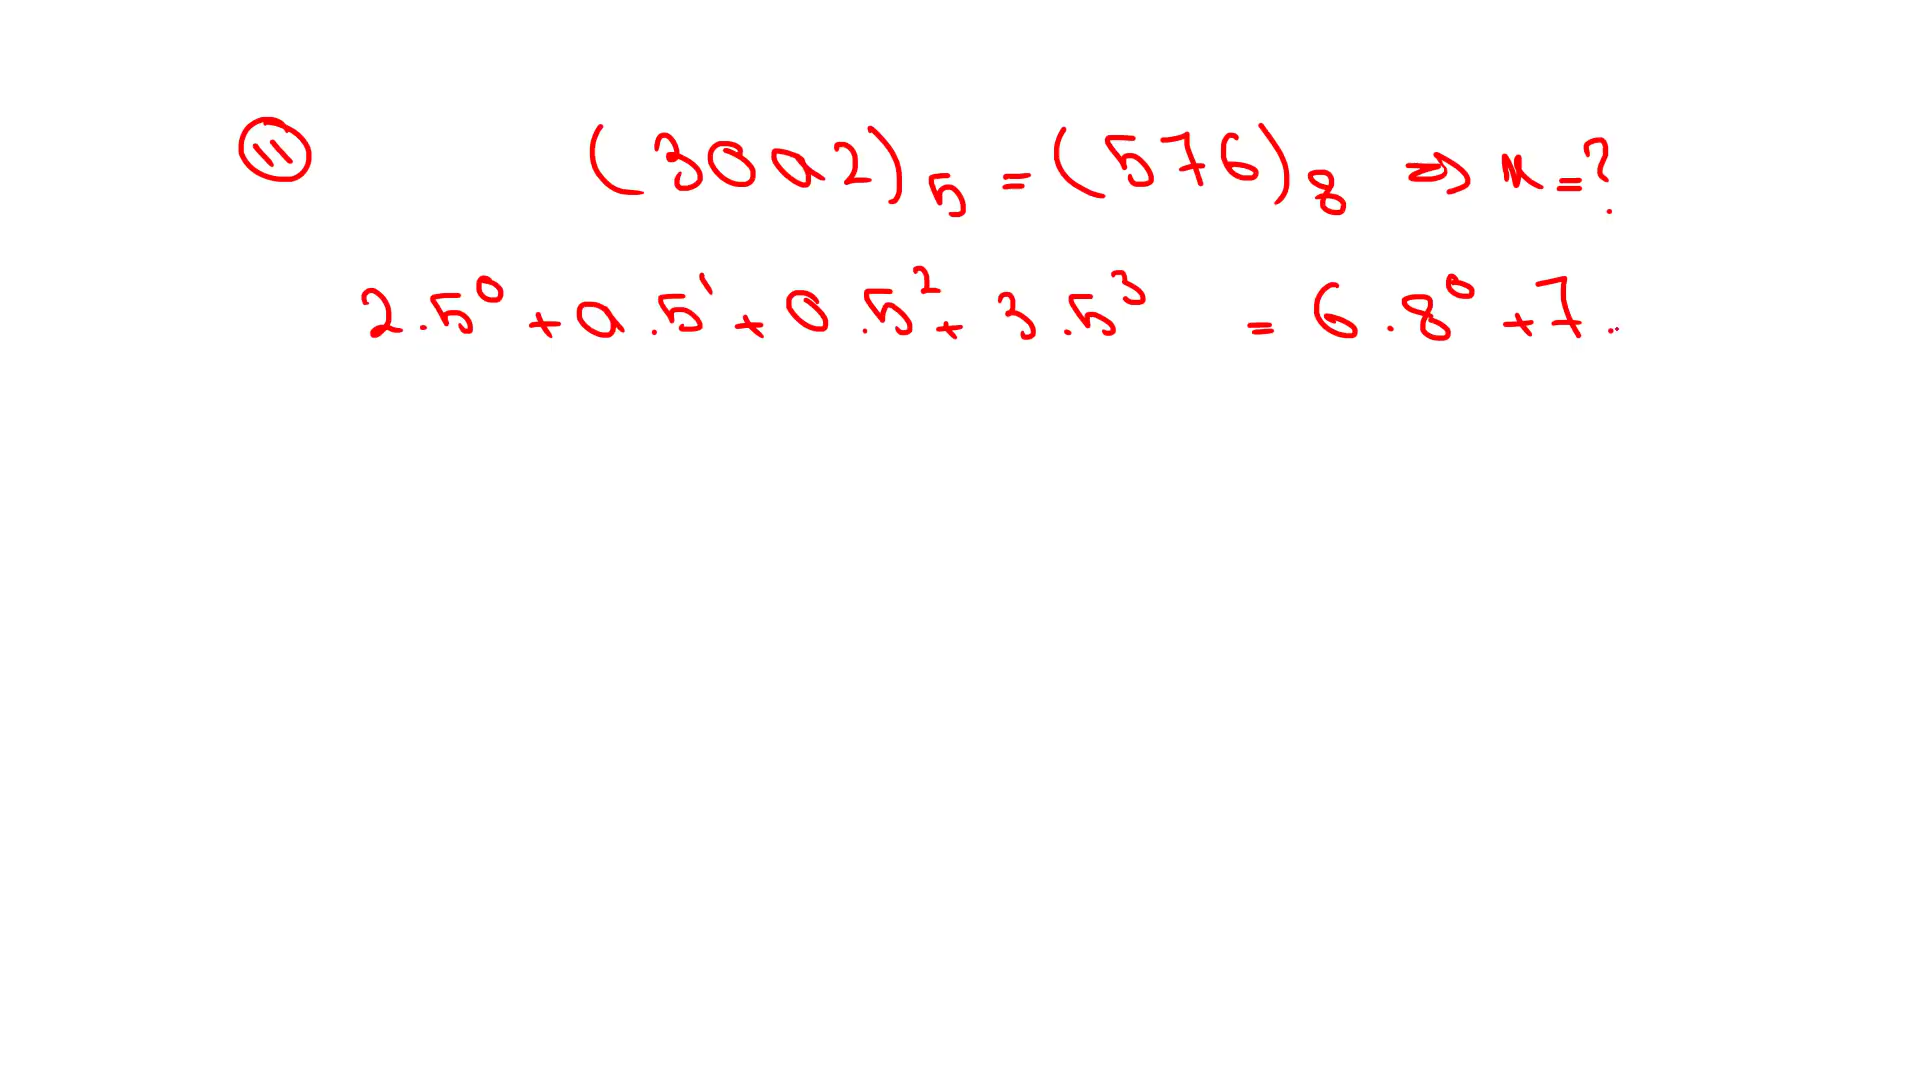 ⑪ (30a2)₅ = (576)₈ ⇒ x = ?
2.5⁰ + a.5¹ + 0.5² + 3.5³ = 6.8⁰ + 7.